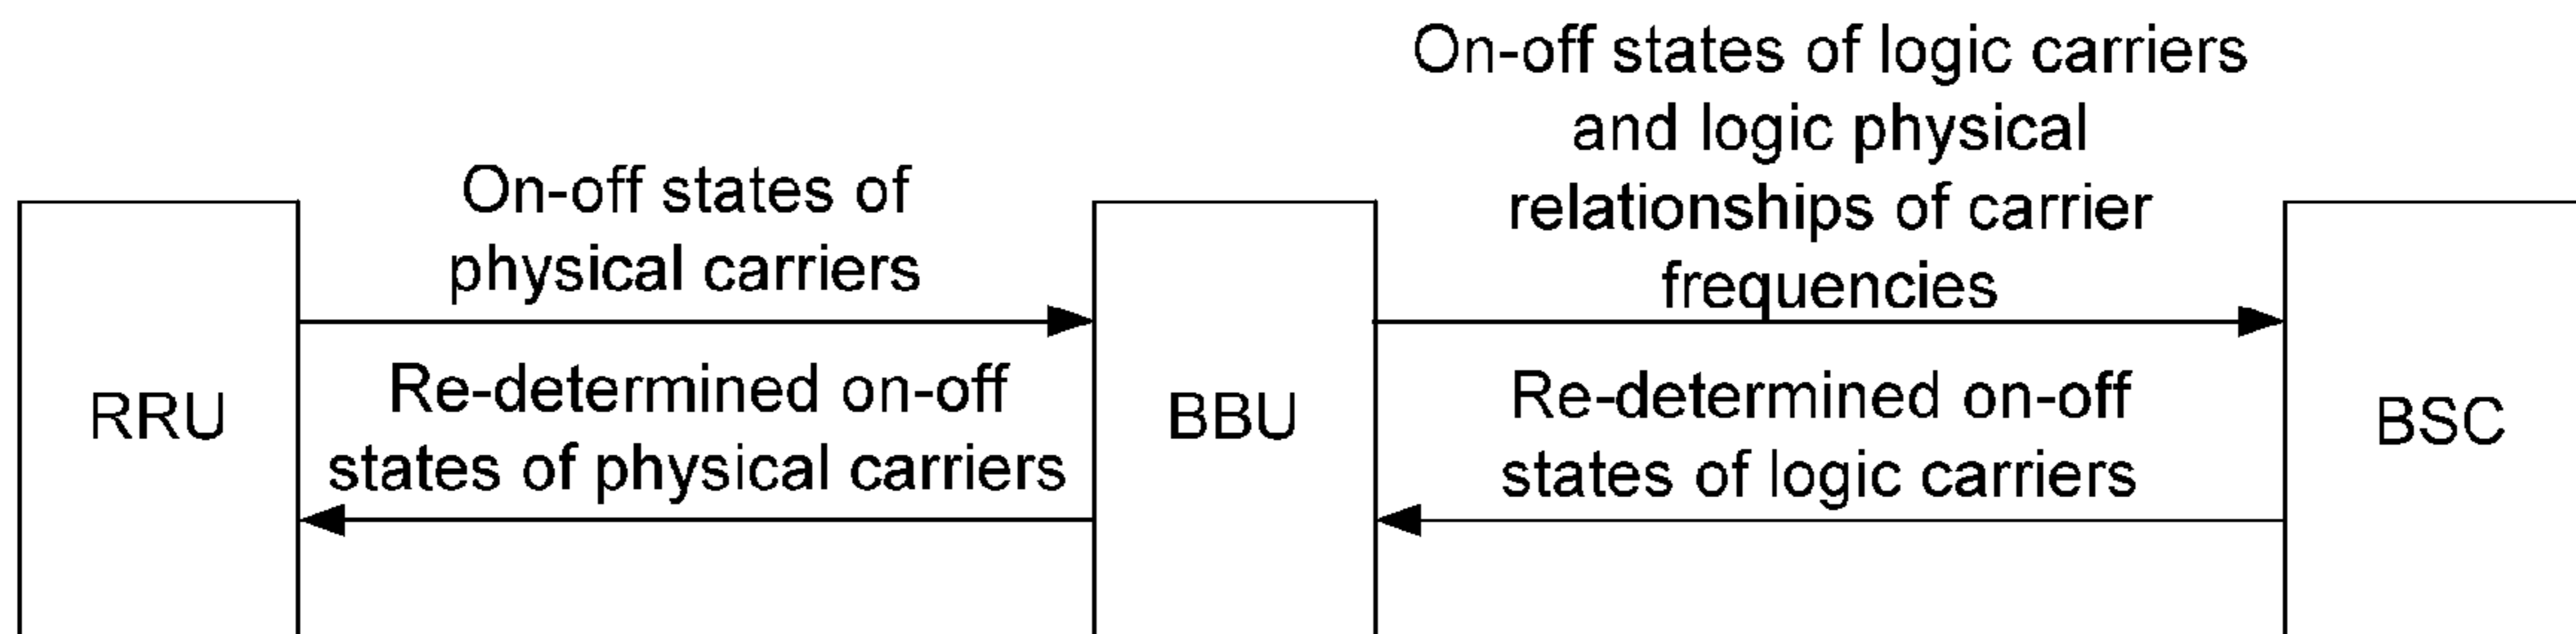 On-off states of logic carriers
and logic physical
relationships of carrier
frequencies
On-off states of
physical carriers
Re-determined on-off
states of physical carriers
Re-determined on-off
states of logic carriers
RRU
BBU
BSC